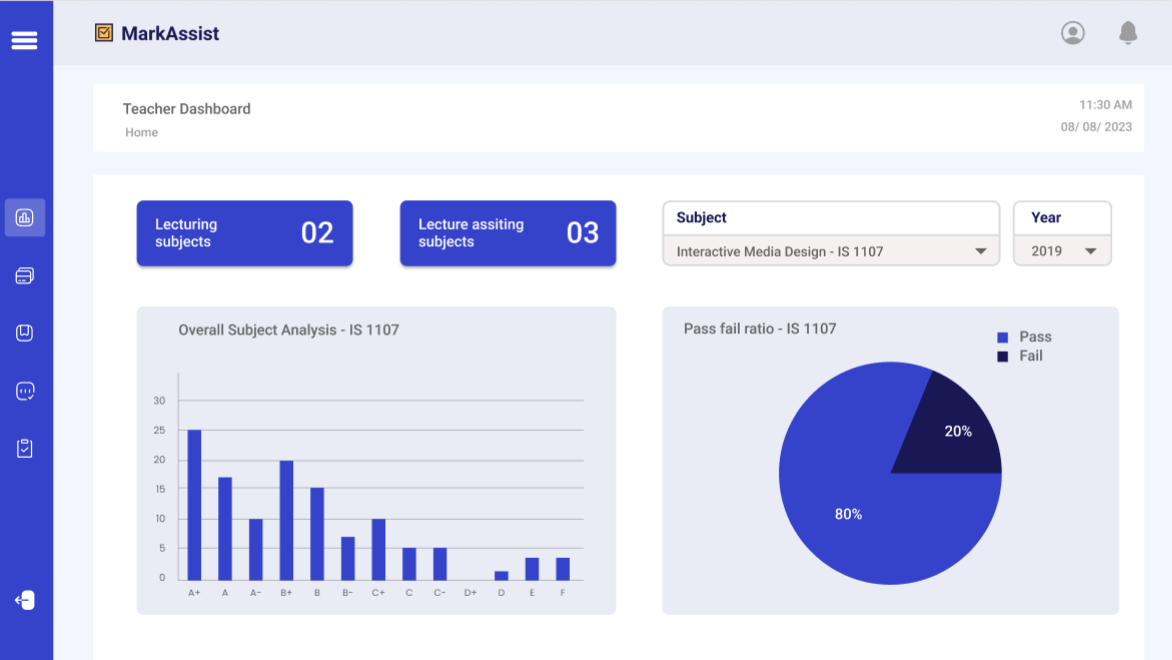 MarkAssist
Teacher Dashboard
Home
11:30 AM
08/ 08/ 2023
Lecturing
subjects
02
Lecture assiting
subjects
03
Subject
Interactive Media Design - IS 1107
Year
2019
Overall Subject Analysis - IS 1107
30
25
20
15
10
5
0
A+ A A- B+ B B- C+ C C- D+ D E F
Pass fail ratio - IS 1107
Pass
Fail
20%
80%